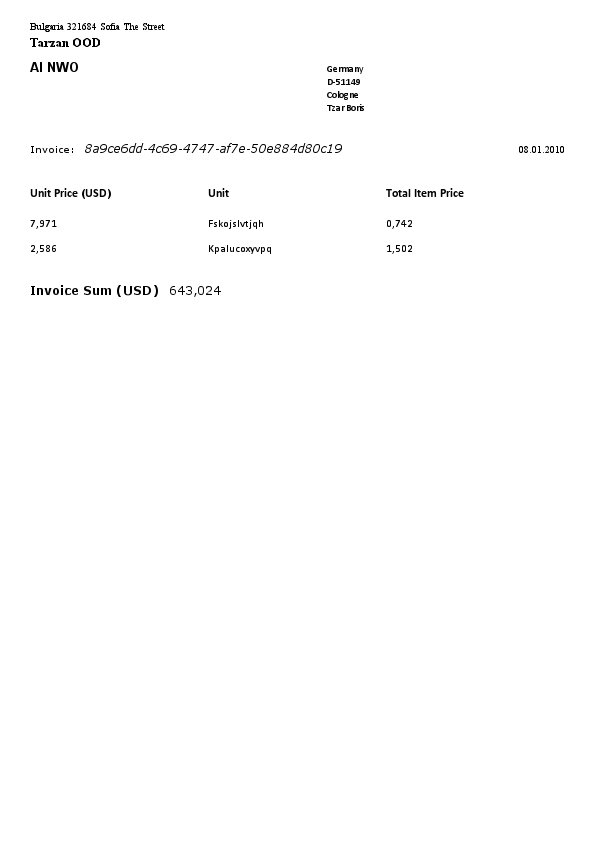 Bulgaria 321684 Sofia The Street
Tarzan OOD
AI NWO
Germany
D-51149
Cologne
Tzar Boris
Invoice: 8a9ce6dd-4c69-4747-af7e-50e884d80c19 08.01.2010
Unit Price (USD) Unit Total Item Price
7,971 Fskojslvtjqh 0,742
2,586 Kpalucoxyvpq 1,502
Invoice Sum (USD) 643,024